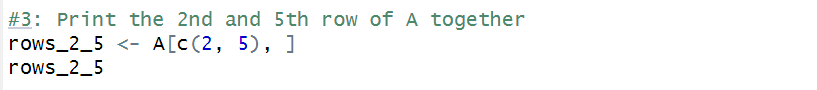 #3: Print the 2nd and 5th row of A together
rows_2_5 <- A[c(2, 5), ]
rows_2_5